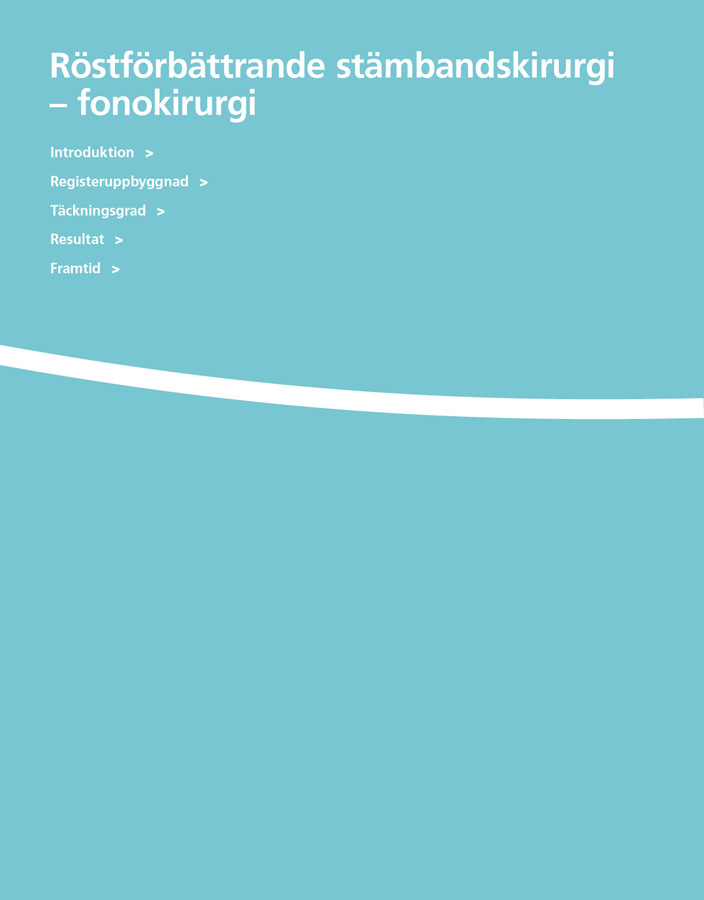 Röstförbättrande stämbandskirurgi
– fonokirurgi
Introduktion >
Registeruppbyggnad >
Täckningsgrad >
Resultat >
Framtid >